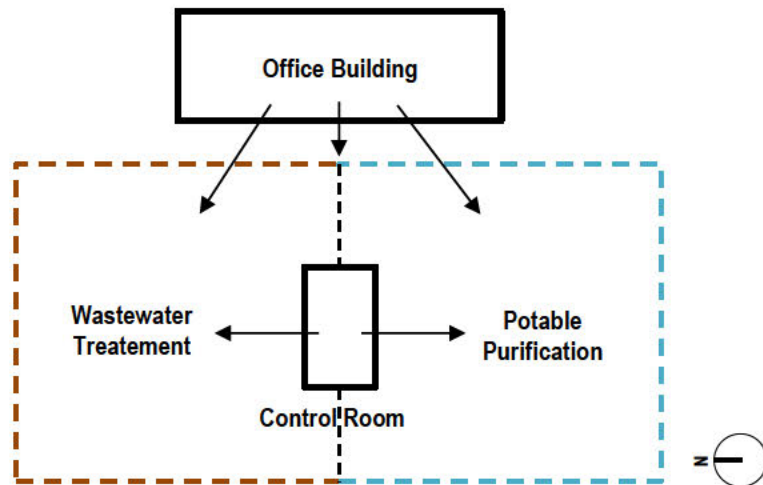 Office Building
Wastewater
Treatement
Potable
Purification
Control Room
N